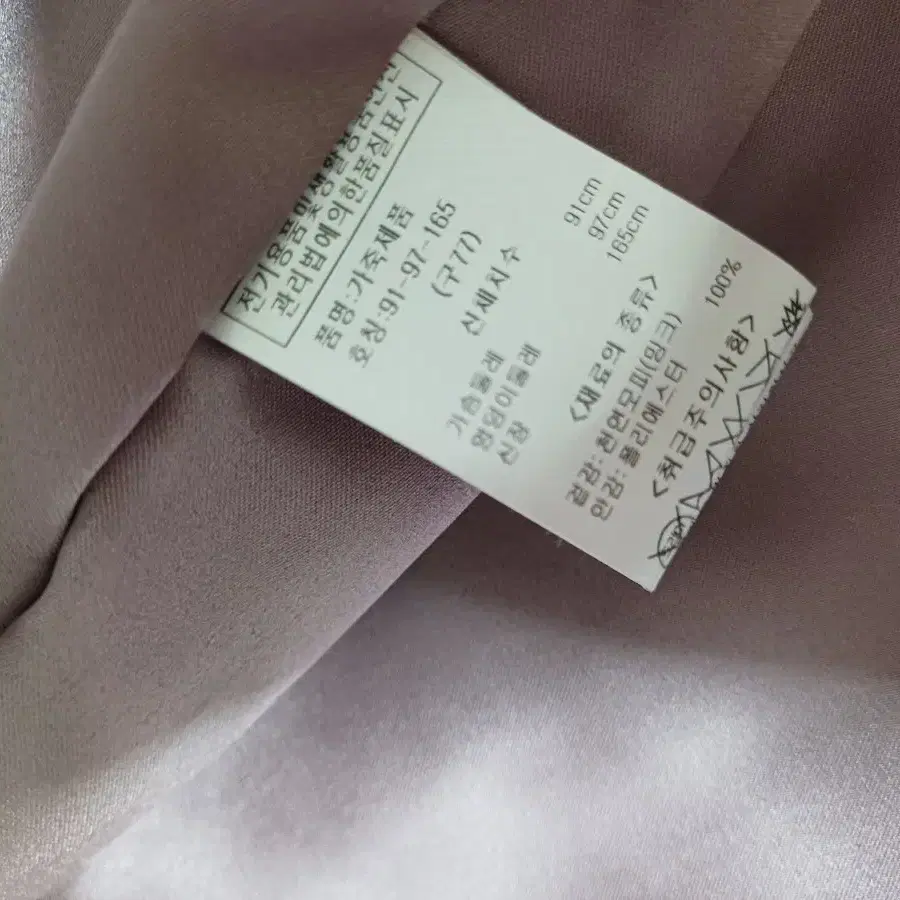 전기용품및생활용품안전
관리법에의한품질표시
품명:가죽제품
호칭:91-97-165
(구77)
신체치수
가슴둘레 91cm
엉덩이둘레 97cm
신장 165cm
<재료의 종류>
겉감: 천연모피(밍크)
안감: 폴리에스터 100%
<취급주의사항>